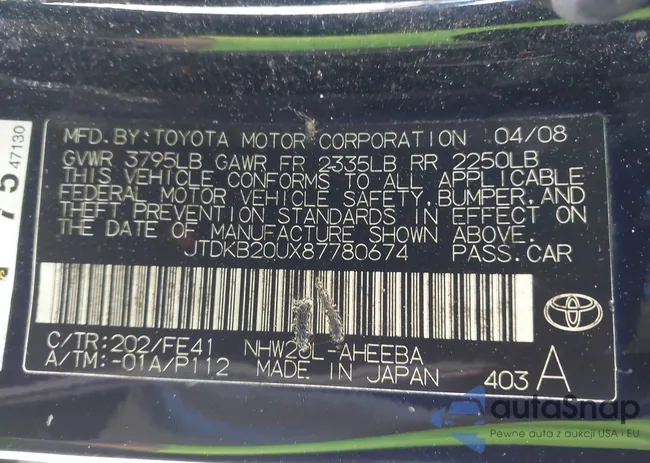 MFD. BY: TOYOTA MOTOR CORPORATION 04/08
GVWR 3795LB GAWR FR 2335LB RR 2250LB
THIS VEHICLE CONFORMS TO ALL APPLICABLE
FEDERAL MOTOR VEHICLE SAFETY, BUMPER, AND
THEFT PREVENTION STANDARDS IN EFFECT ON
THE DATE OF MANUFACTURE SHOWN ABOVE.
JTDKB20UX87780674 PASS. CAR
C/TR: 202/FE41 NHW20L-AHEEBA
A/TM: -01A/P112 MADE IN JAPAN 403 A
75
47130
autoSnap
Pewne auta z aukcji USA i EU